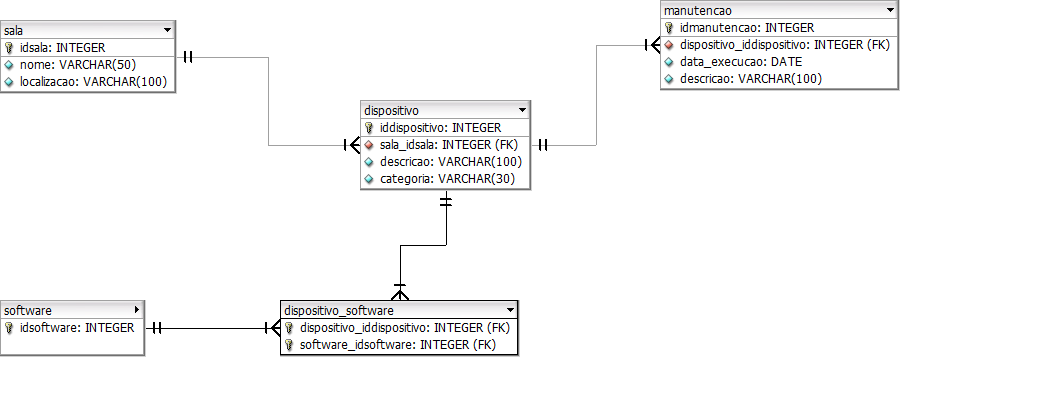 sala
idsala: INTEGER
nome: VARCHAR(50)
localizacao: VARCHAR(100)
manutencao
idmanutencao: INTEGER
dispositivo_iddispositivo: INTEGER (FK)
data_execucao: DATE
descricao: VARCHAR(100)
dispositivo
iddispositivo: INTEGER
sala_idsala: INTEGER (FK)
descricao: VARCHAR(100)
categoria: VARCHAR(30)
software
idsoftware: INTEGER
dispositivo_software
dispositivo_iddispositivo: INTEGER (FK)
software_idsoftware: INTEGER (FK)